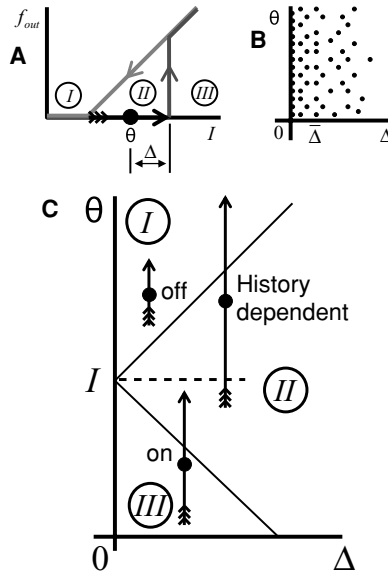 f_out
A
I
II
III
θ
I
Δ
B
θ
0
Δ̄
Δ
C
θ
I
off
History
dependent
I
II
on
III
0
Δ